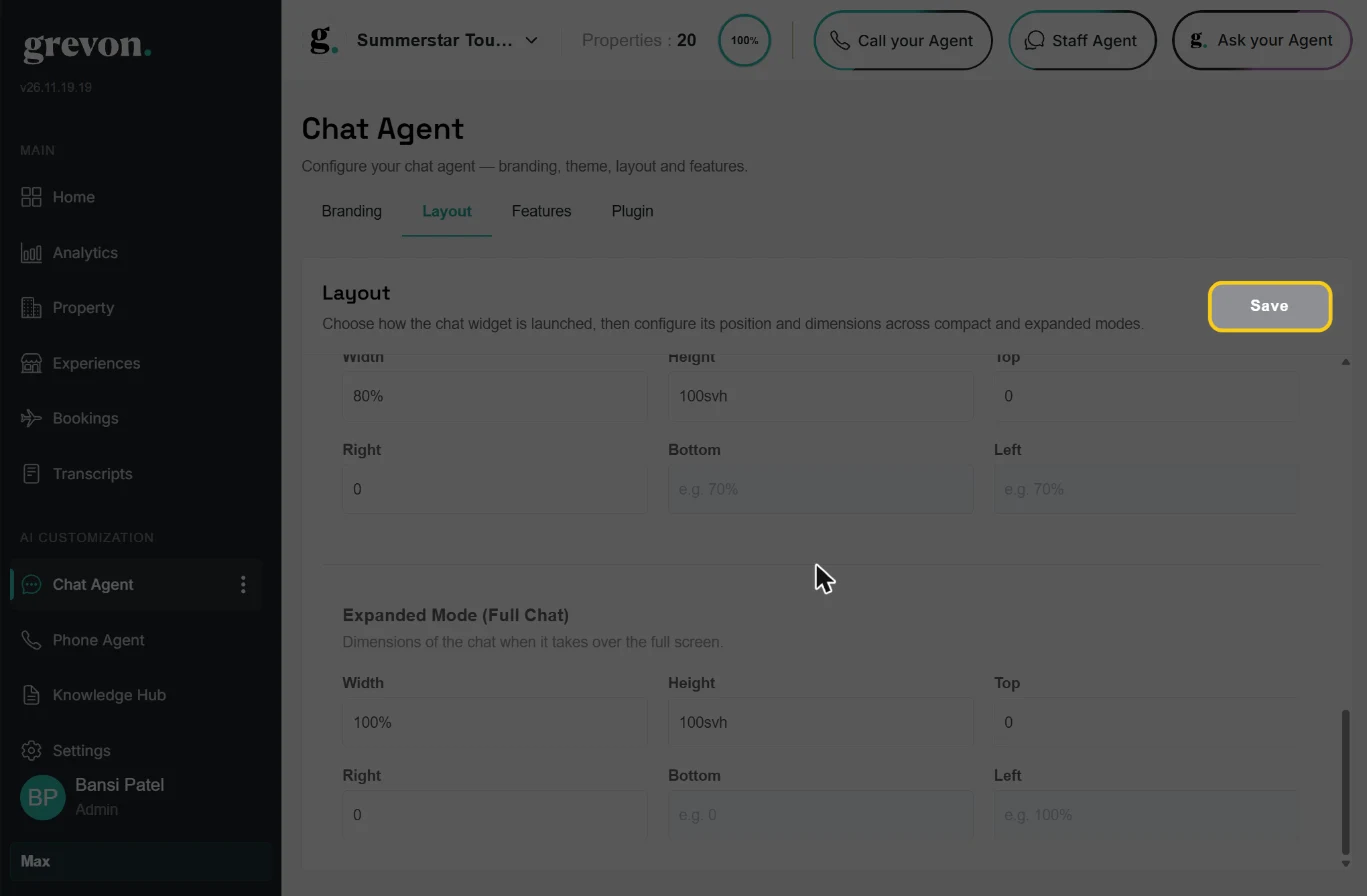 grevon.
v26.11.19.19
MAIN
Home
Analytics
Property
Experiences
Bookings
Transcripts
AI CUSTOMIZATION
Chat Agent
Phone Agent
Knowledge Hub
Settings
BP
Bansi Patel
Admin
Max
g.
Summerstar Tou...
Properties : 20
100%
Call your Agent
Staff Agent
g. Ask your Agent
Chat Agent
Configure your chat agent — branding, theme, layout and features.
Branding Layout Features Plugin
Layout
Choose how the chat widget is launched, then configure its position and dimensions across compact and expanded modes.
Save
Width Height Top
80% 100svh 0
Right Bottom Left
0 e.g. 70% e.g. 70%
Expanded Mode (Full Chat)
Dimensions of the chat when it takes over the full screen.
Width Height Top
100% 100svh 0
Right Bottom Left
0 e.g. 0 e.g. 100%